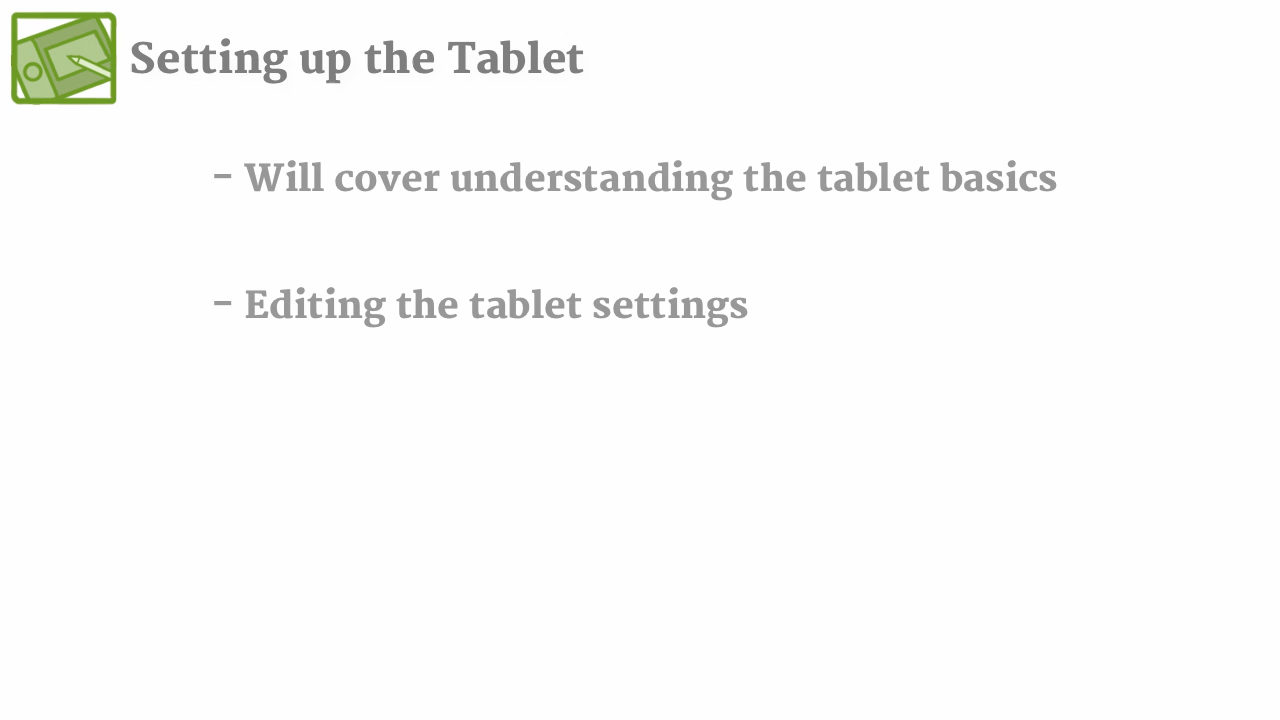 Setting up the Tablet
- Will cover understanding the tablet basics
- Editing the tablet settings